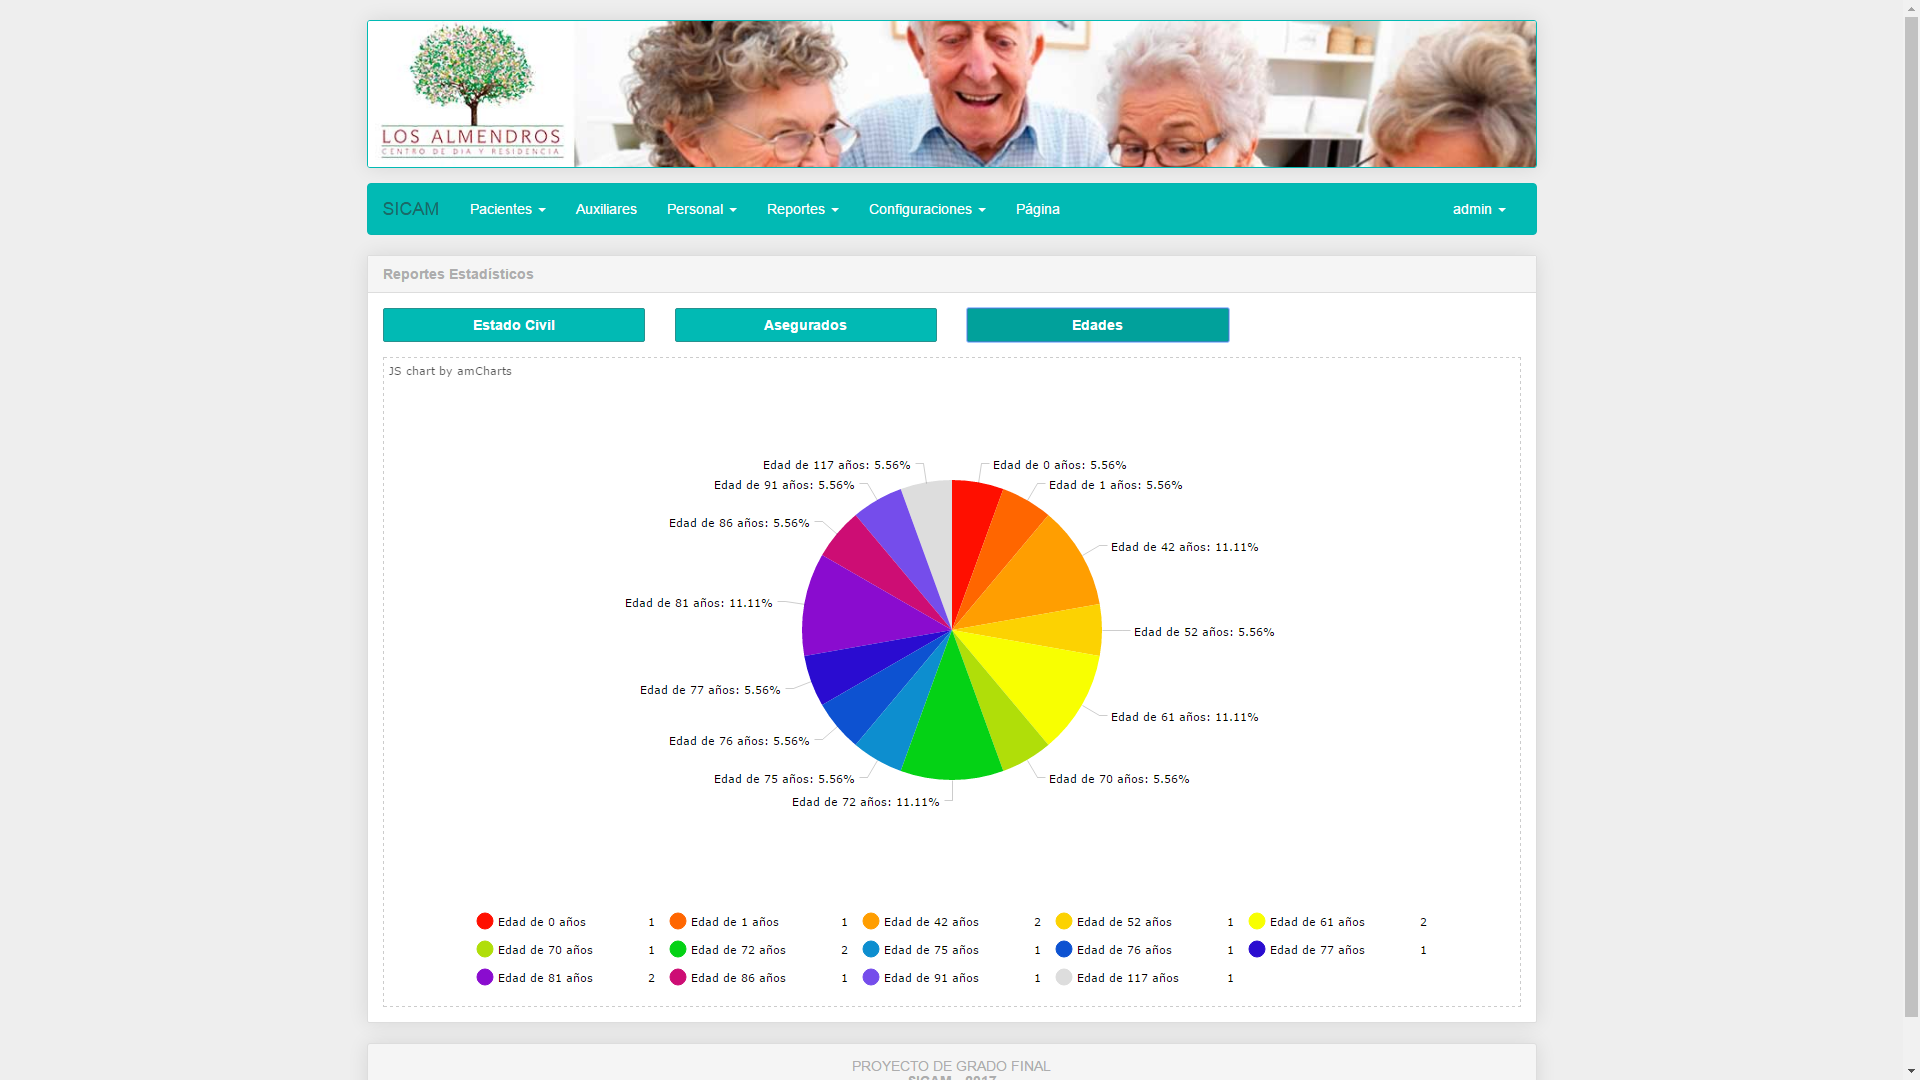 LOS ALMENDROS
CENTRO DE DIA Y RESIDENCIA
SICAM Pacientes Auxiliares Personal Reportes Configuraciones Página admin
Reportes Estadísticos
Estado Civil Asegurados Edades
JS chart by amCharts
Edad de 117 años: 5.56% Edad de 0 años: 5.56%
Edad de 91 años: 5.56% Edad de 1 años: 5.56%
Edad de 86 años: 5.56%
Edad de 42 años: 11.11%
Edad de 81 años: 11.11%
Edad de 52 años: 5.56%
Edad de 77 años: 5.56%
Edad de 61 años: 11.11%
Edad de 76 años: 5.56%
Edad de 75 años: 5.56% Edad de 70 años: 5.56%
Edad de 72 años: 11.11%
Edad de 0 años 1 Edad de 1 años 1 Edad de 42 años 2 Edad de 52 años 1 Edad de 61 años 2
Edad de 70 años 1 Edad de 72 años 2 Edad de 75 años 1 Edad de 76 años 1 Edad de 77 años 1
Edad de 81 años 2 Edad de 86 años 1 Edad de 91 años 1 Edad de 117 años 1
PROYECTO DE GRADO FINAL
SICAM - 2017